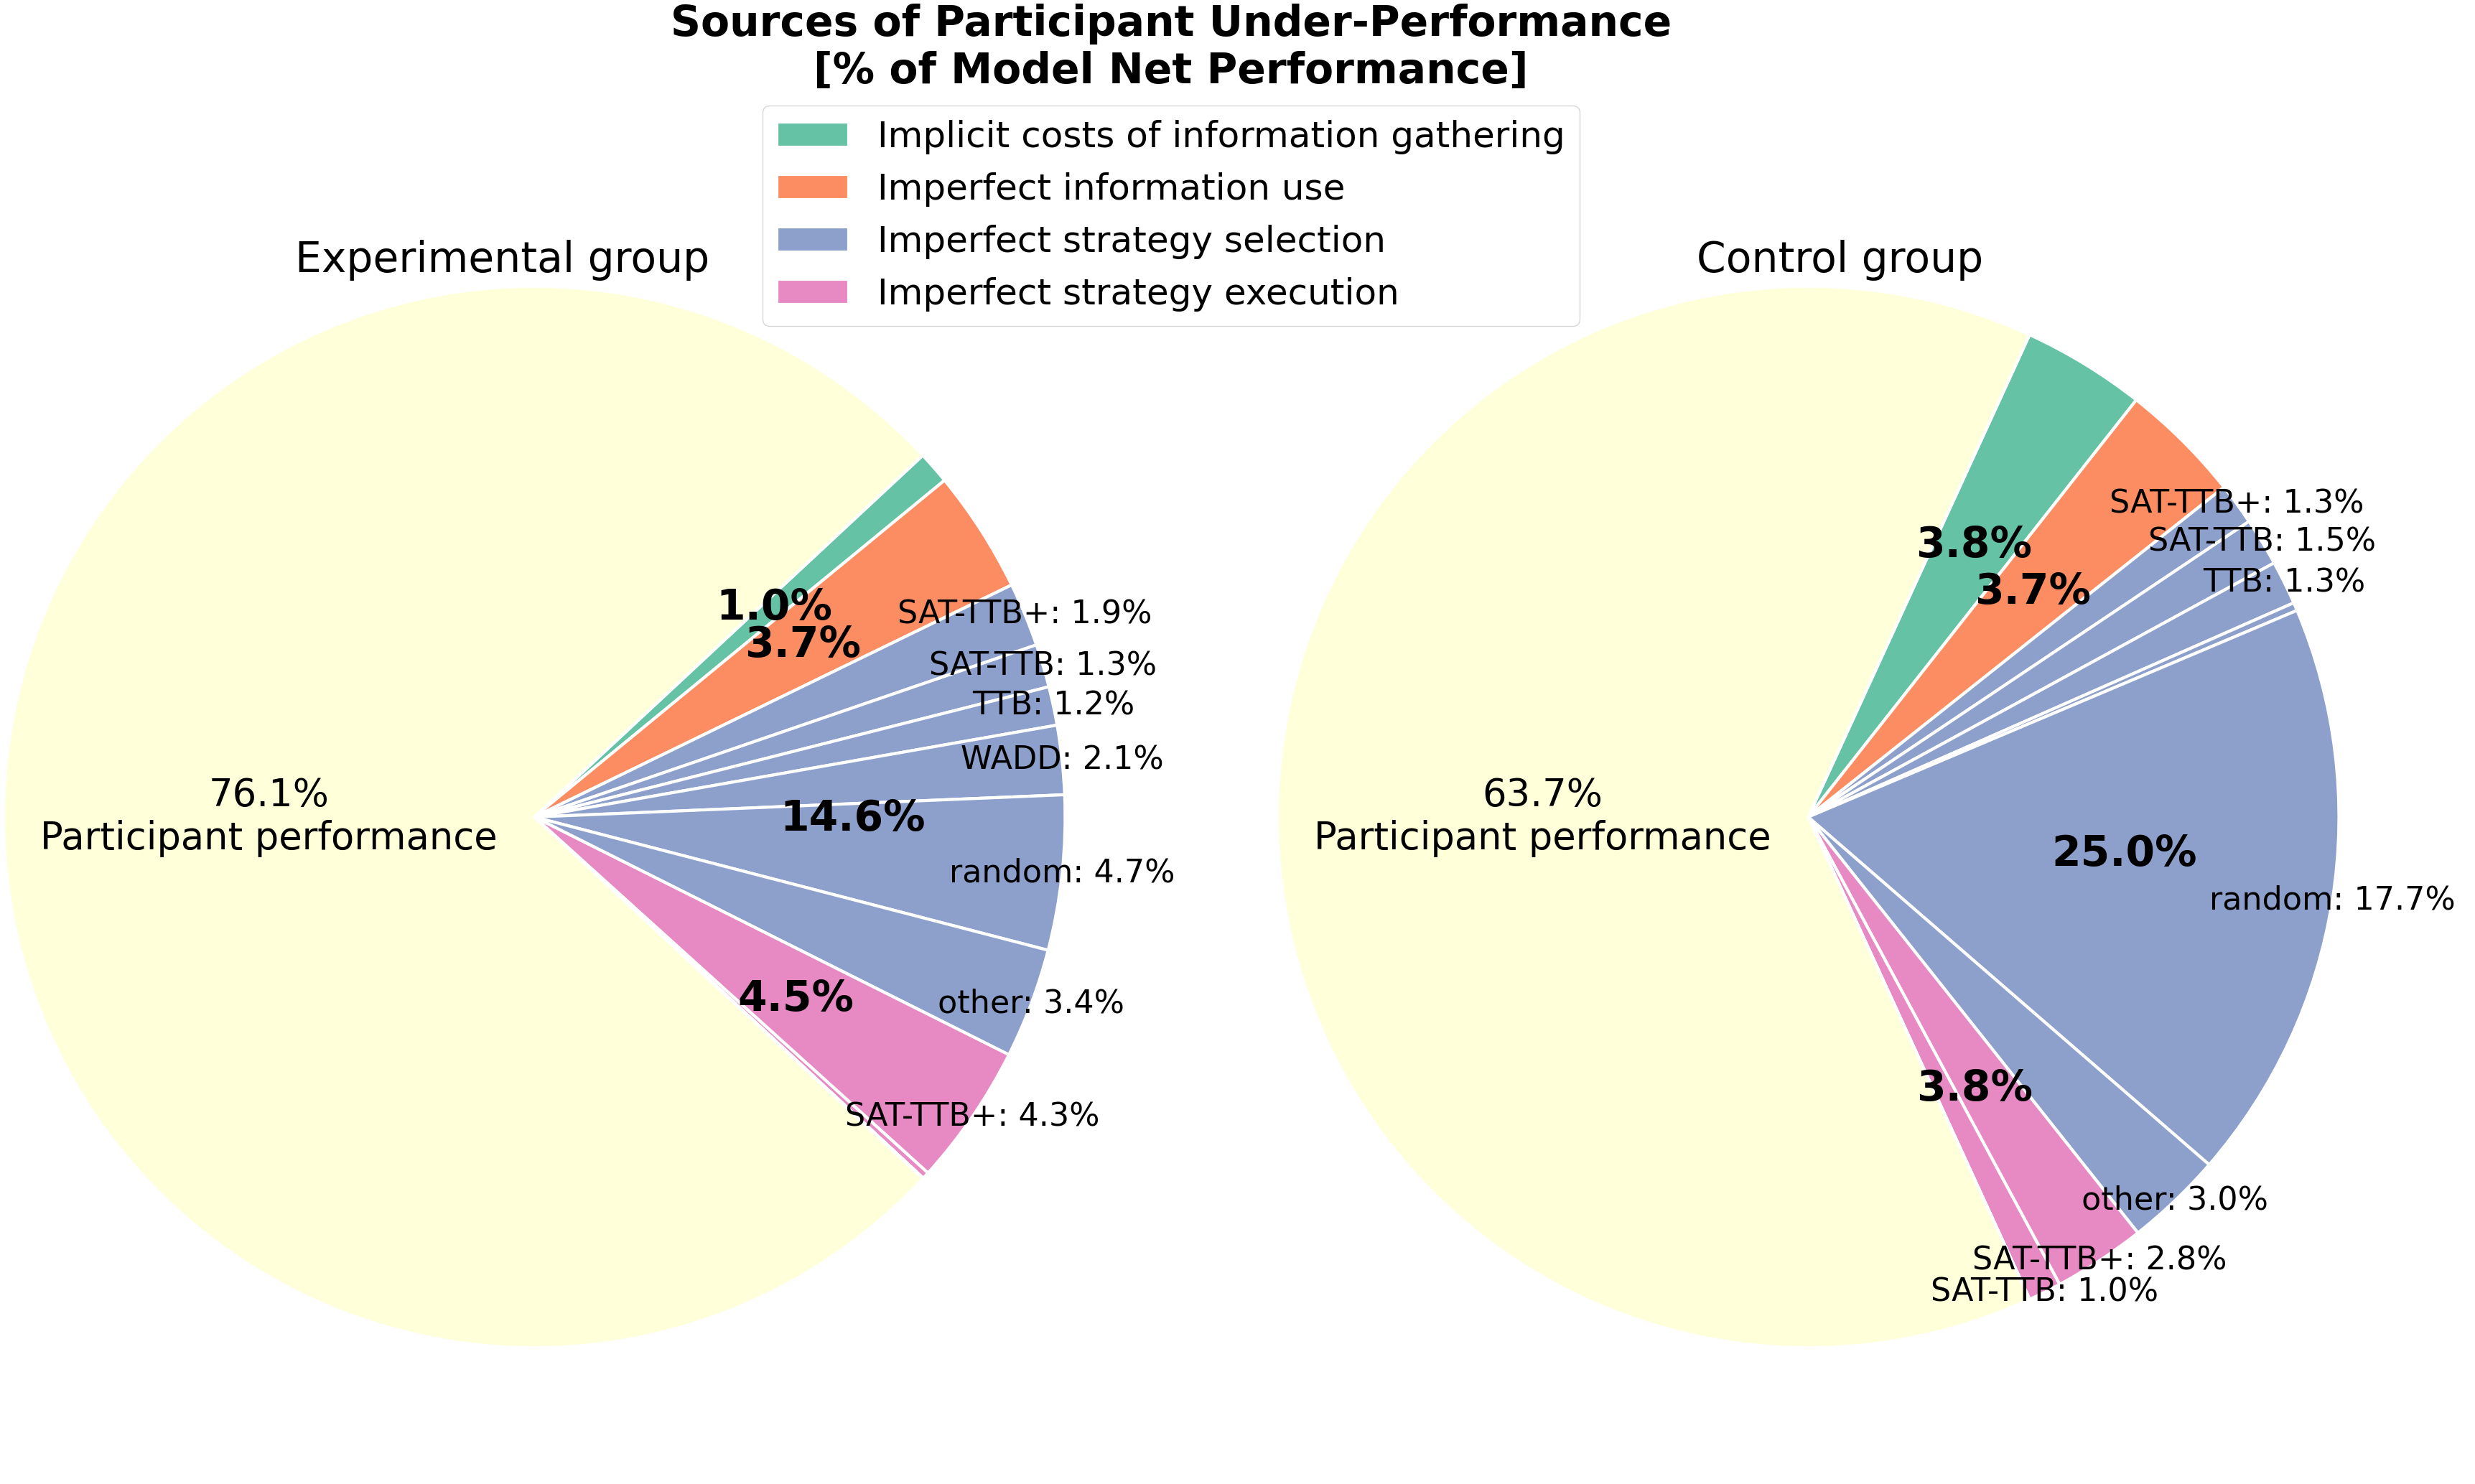 Sources of Participant Under-Performance
[% of Model Net Performance]
Implicit costs of information gathering
Imperfect information use
Imperfect strategy selection
Imperfect strategy execution
Experimental group
1.0%
3.7%
SAT-TTB+: 1.9%
SAT-TTB: 1.3%
TTB: 1.2%
WADD: 2.1%
76.1%
Participant performance
14.6%
random: 4.7%
other: 3.4%
4.5%
SAT-TTB+: 4.3%
Control group
SAT-TTB+: 1.3%
SAT-TTB: 1.5%
3.8%
TTB: 1.3%
3.7%
63.7%
Participant performance
25.0%
random: 17.7%
3.8%
other: 3.0%
SAT-TTB+: 2.8%
SAT-TTB: 1.0%